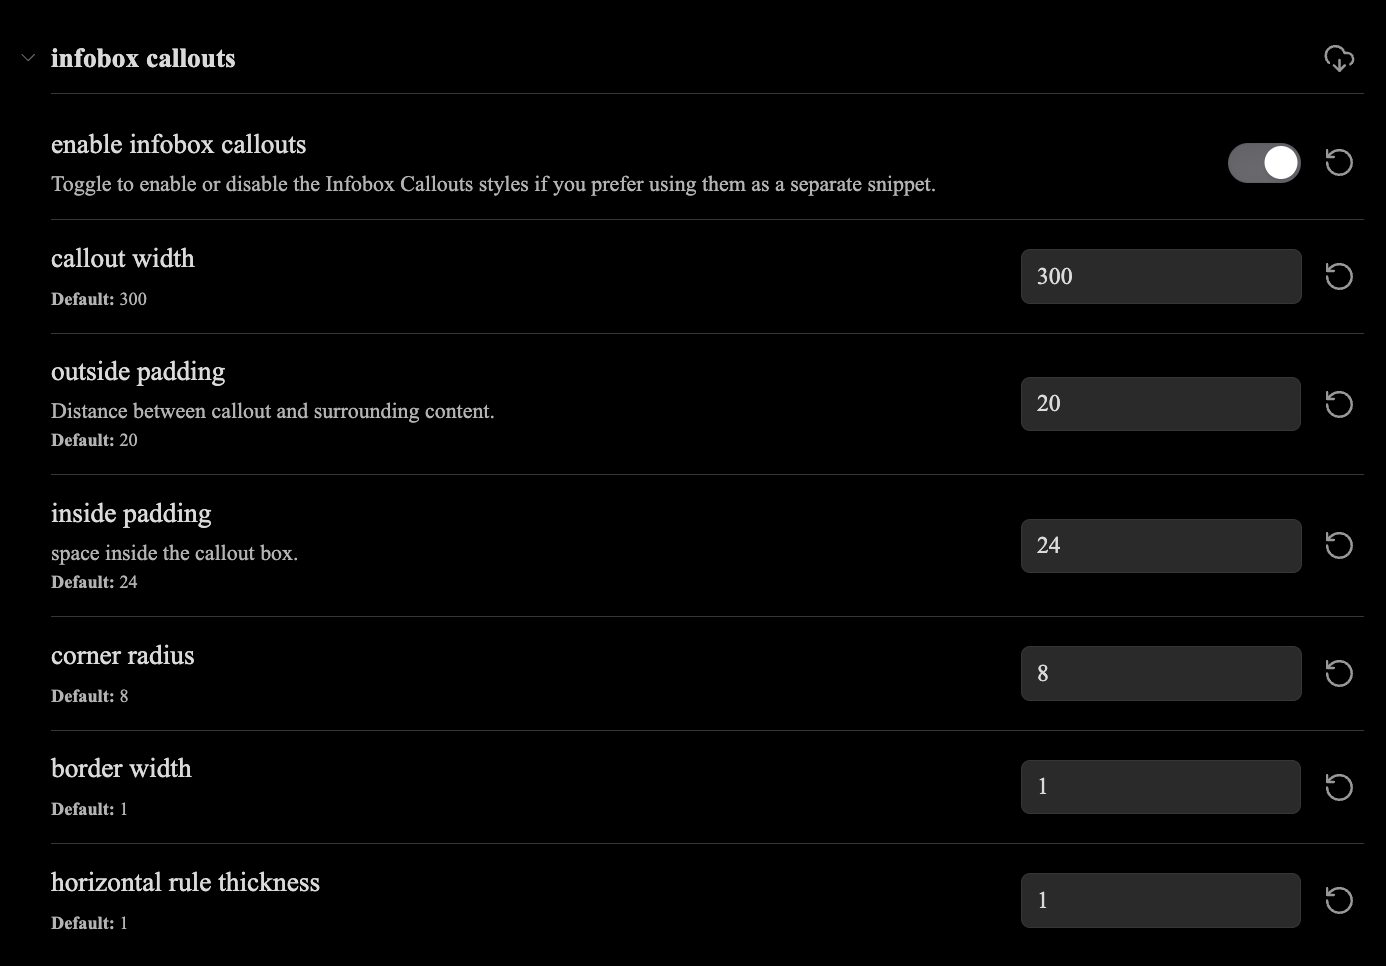 infobox callouts
enable infobox callouts
Toggle to enable or disable the Infobox Callouts styles if you prefer using them as a separate snippet.
callout width
Default: 300
300
outside padding
Distance between callout and surrounding content.
Default: 20
20
inside padding
space inside the callout box.
Default: 24
24
corner radius
Default: 8
8
border width
Default: 1
1
horizontal rule thickness
Default: 1
1